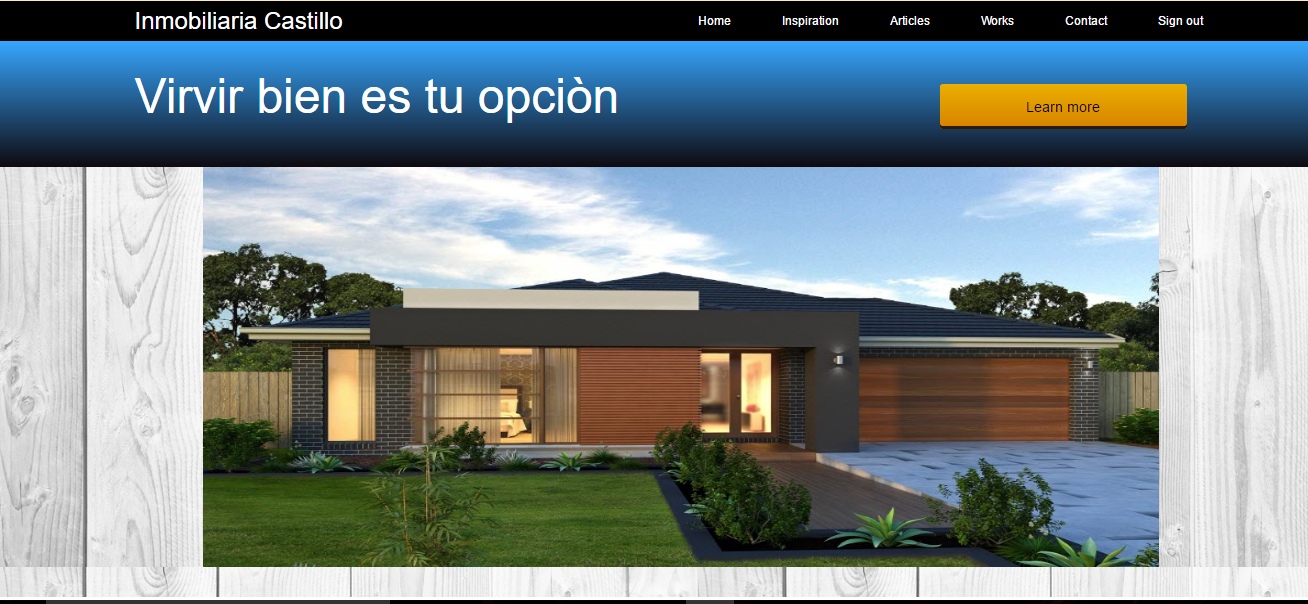 Inmobiliaria Castillo
Home Inspiration Articles Works Contact Sign out
Virvir bien es tu opciòn
Learn more